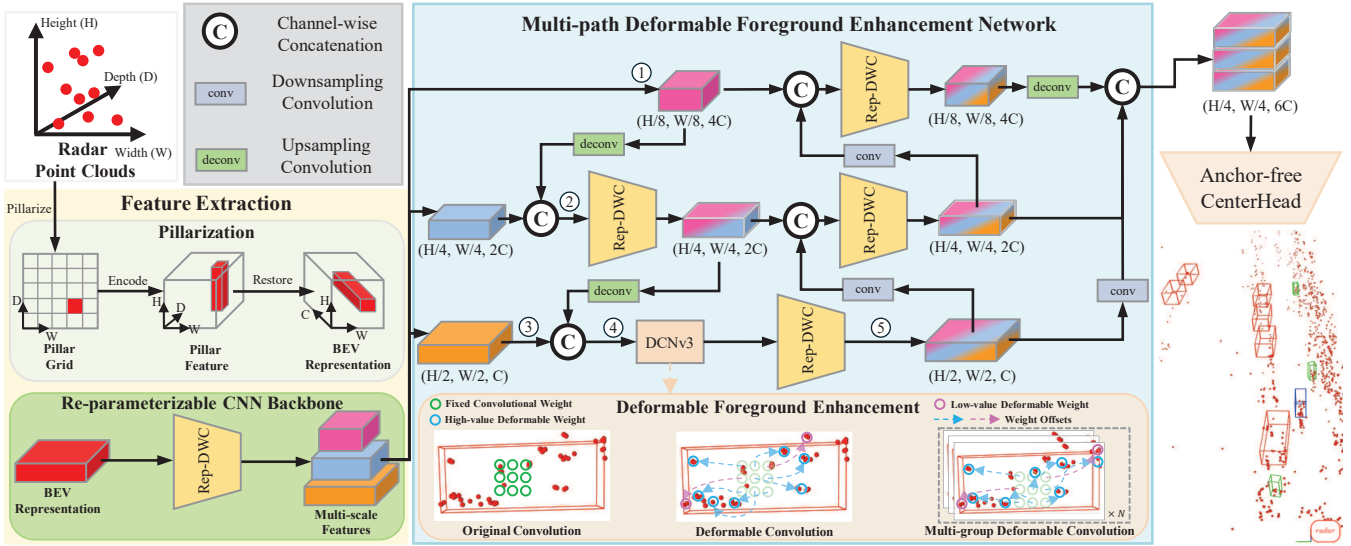 Height (H)
Depth (D)
Width (W)
Radar
Point Clouds
C
Channel-wise
Concatenation
conv
Downsampling
Convolution
deconv
Upsampling
Convolution
Pillarize
Feature Extraction
Pillarization
D
W
Pillar
Grid
Encode
H
D
W
Pillar
Feature
Restore
H
C
W
BEV
Representation
Re-parameterizable CNN Backbone
BEV
Representation
Rep-DWC
Multi-scale
Features
Multi-path Deformable Foreground Enhancement Network
1
(H/8, W/8, 4C)
C
Rep-DWC
(H/8, W/8, 4C)
deconv
C
deconv
conv
(H/4, W/4, 2C)
C
2
Rep-DWC
(H/4, W/4, 2C)
C
Rep-DWC
(H/4, W/4, 2C)
deconv
conv
conv
(H/2, W/2, C)
3
C
4
DCNv3
Rep-DWC
5
(H/2, W/2, C)
Deformable Foreground Enhancement
Fixed Convolutional Weight
High-value Deformable Weight
Low-value Deformable Weight
Weight Offsets
Original Convolution
Deformable Convolution
× N
Multi-group Deformable Convolution
(H/4, W/4, 6C)
Anchor-free
CenterHead
radar